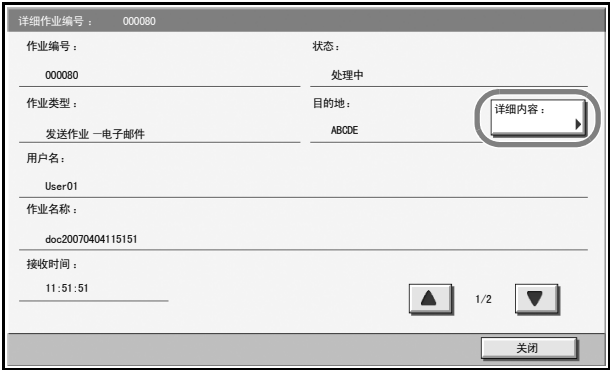 详细作业编号： 000080
作业编号： 状态：
000080 处理中
作业类型： 目的地： 详细内容：
发送作业 —电子邮件 ABCDE
用户名：
User01
作业名称：
doc20070404115151
接收时间：
11:51:51 1/2
关闭